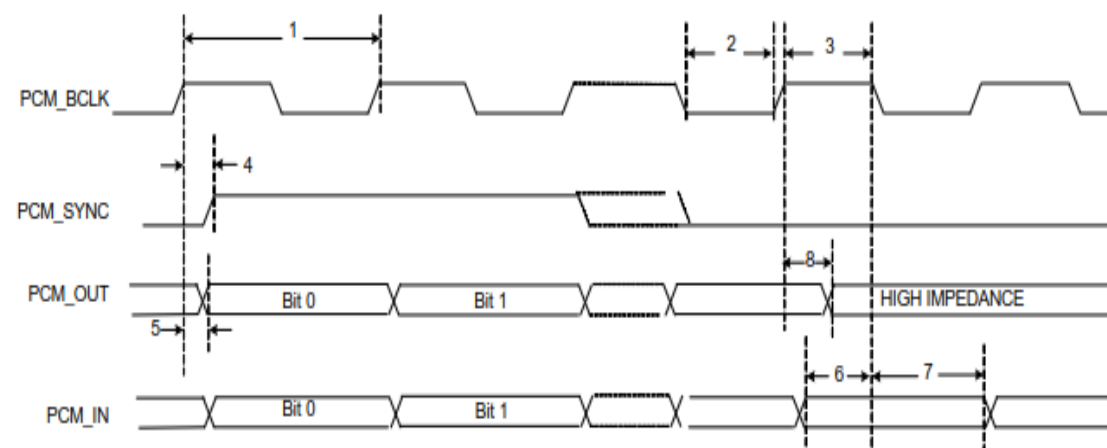 1
2
3
PCM_BCLK
4
PCM_SYNC
8
PCM_OUT
Bit 0
Bit 1
HIGH IMPEDANCE
5
6
7
PCM_IN
Bit 0
Bit 1